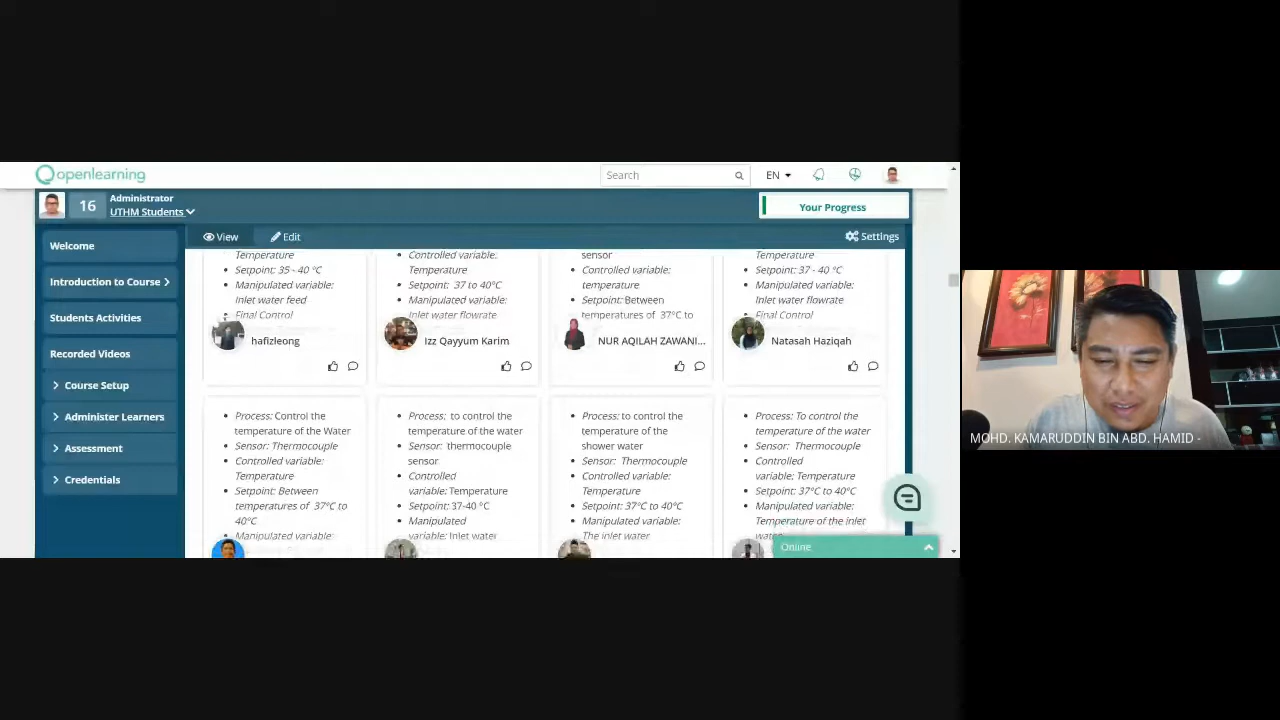 openlearning
Search
EN
16
Administrator
UTHM Students
Your Progress
View
Edit
Settings
Welcome
Introduction to Course
Students Activities
Recorded Videos
Course Setup
Administer Learners
Assessment
Credentials
Temperature
Setpoint: 35 - 40 °C
Manipulated variable:
Inlet water feed
Final Control
hafizleong
Controlled variable:
Temperature
Setpoint: 37 to 40°C
Manipulated variable:
Inlet water flowrate
Izz Qayyum Karim
sensor
Controlled variable:
temperature
Setpoint: Between
temperatures of 37°C to
NUR AQILAH ZAWANI...
Temperature
Setpoint: 37 - 40 °C
Manipulated variable:
Inlet water flowrate
Final Control
Natasah Haziqah
Process: Control the
temperature of the Water
Sensor: Thermocouple
Controlled variable:
Temperature
Setpoint: Between
temperatures of 37°C to
40°C
Manipulated variable:
Process: to control the
temperature of the water
Sensor: thermocouple
sensor
Controlled
variable: Temperature
Setpoint: 37-40 °C
Manipulated
variable: Inlet water
Process: to control the
temperature of the
shower water
Sensor: Thermocouple
Controlled variable:
Temperature
Setpoint: 37°C to 40°C
Manipulated variable:
The inlet water
Process: To control the
temperature of the water
Sensor: Thermocouple
Controlled
variable: Temperature
Setpoint: 37°C to 40°C
Manipulated variable:
Temperature of the inlet
water
Online
MOHD. KAMARUDDIN BIN ABD. HAMID -